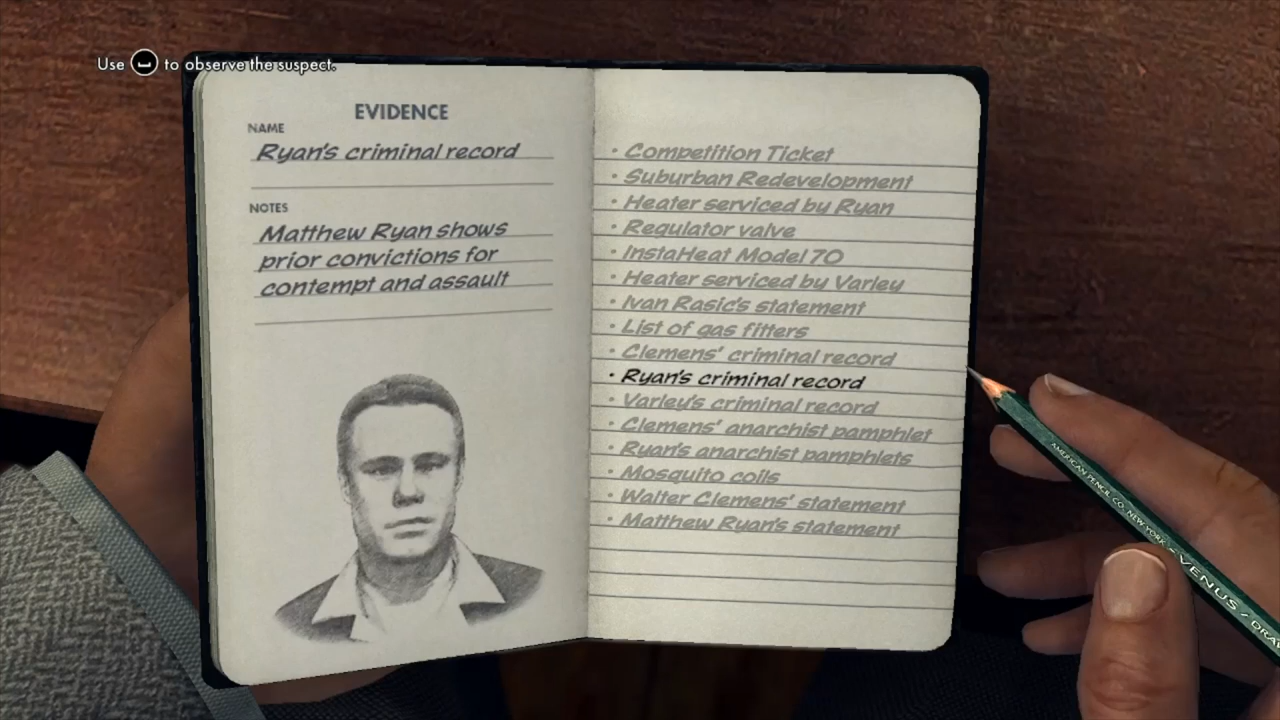 Use to observe the suspect.
EVIDENCE
NAME
Ryan's criminal record
NOTES
Matthew Ryan shows
prior convictions for
contempt and assault
• Competition Ticket
• Suburban Redevelopment
• Heater serviced by Ryan
• Regulator valve
• InstaHeat Model 70
• Heater serviced by Varley
• Ivan Rasic's statement
• List of gas fitters
• Clemens' criminal record
• Ryan's criminal record
• Varley's criminal record
• Clemens' anarchist pamphlet
• Ryan's anarchist pamphlets
• Mosquito coils
• Walter Clemens' statement
• Matthew Ryan's statement
AMERICAN PENCIL CO. NEW YORK - VENUS / DRA